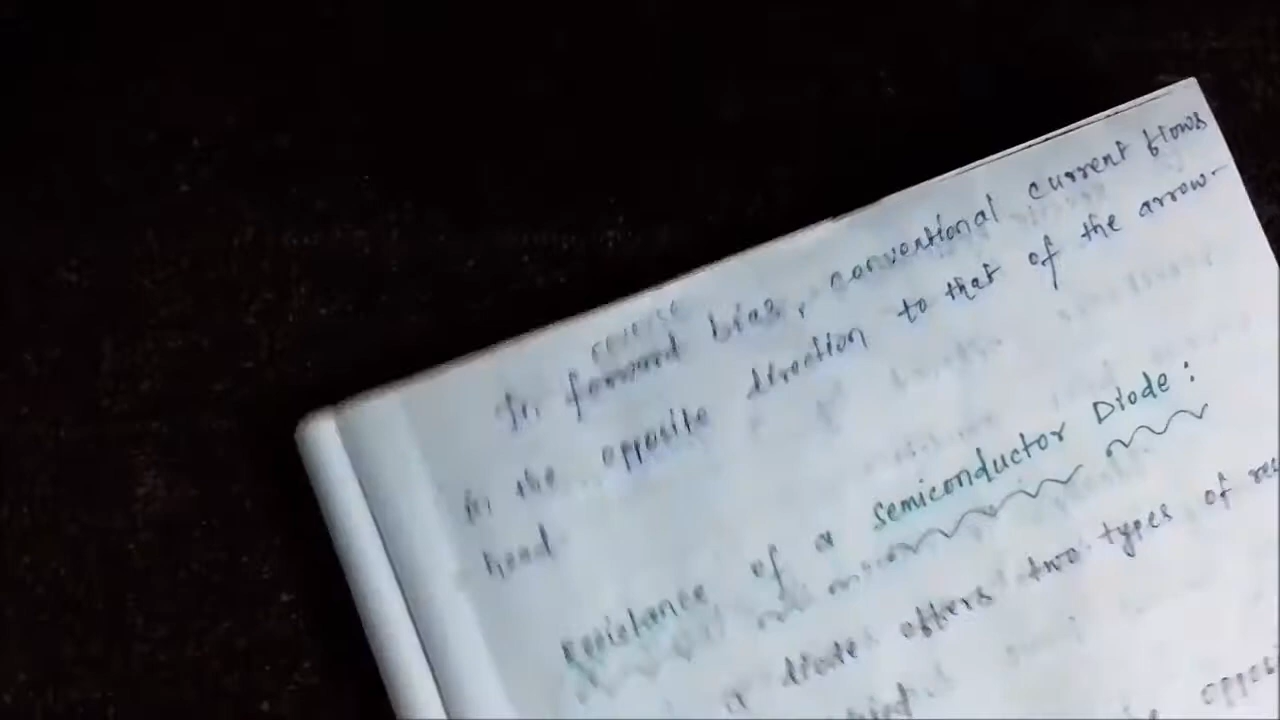 reverse
In forward bias, conventional current flows
in the opposite direction to that of the arrow-
head
Resistance of a semiconductor Diode:
a diode offers two types of